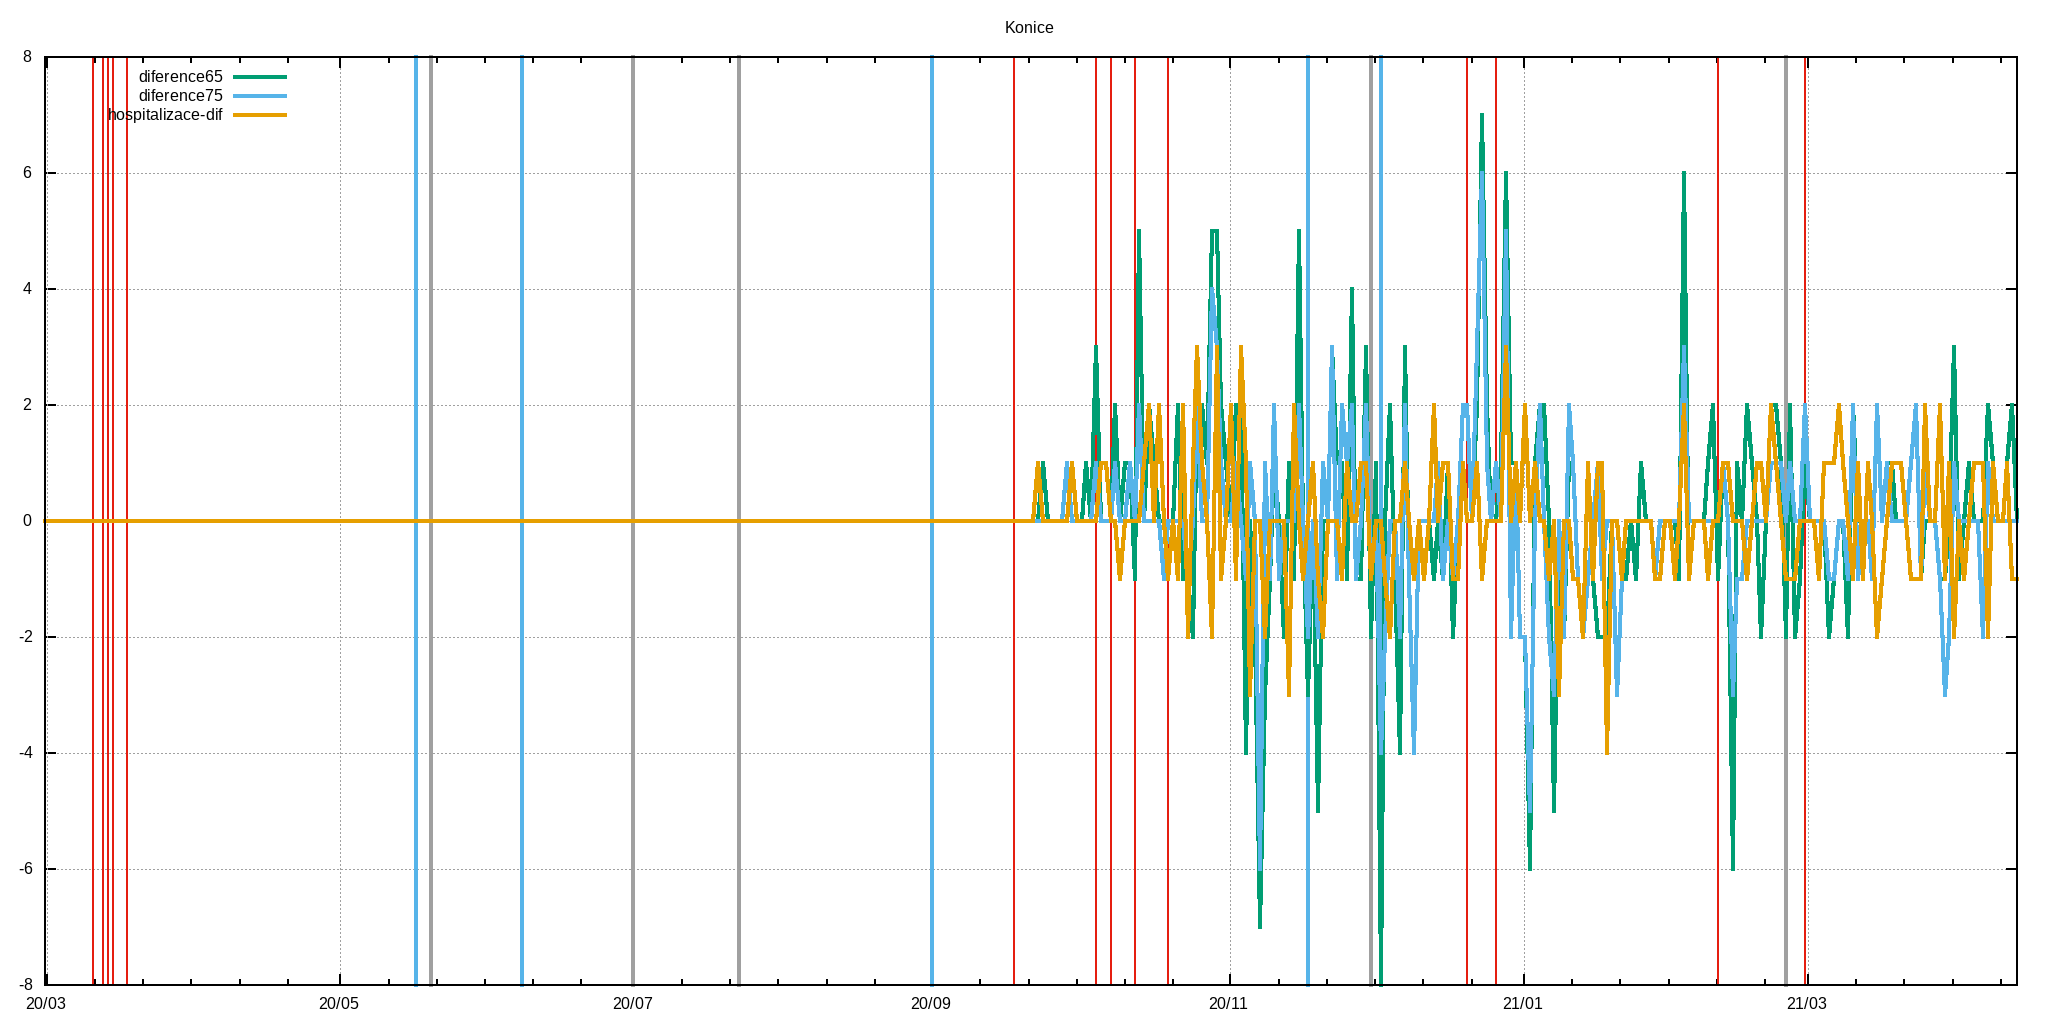 Konice
8
diference65
diference75
hospitalizace-dif
6
4
2
0
-2
-4
-6
-8
20/03 20/05 20/07 20/09 20/11 21/01 21/03